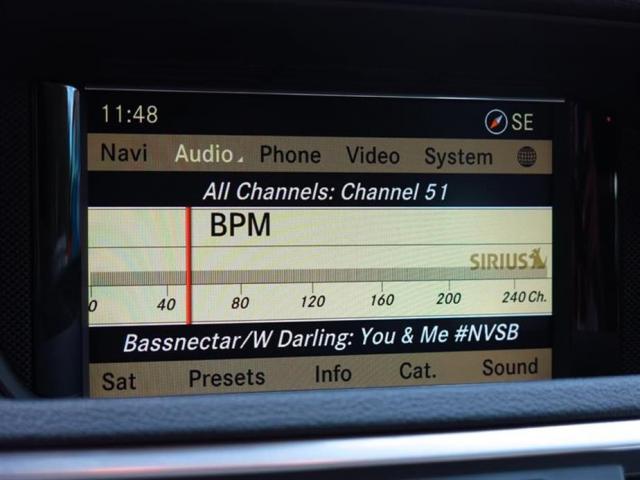 11:48 SE
Navi Audio Phone Video System
All Channels: Channel 51
BPM
SIRIUS
0 40 80 120 160 200 240 Ch.
Bassnectar/W Darling: You & Me #NVSB
Sat Presets Info Cat. Sound